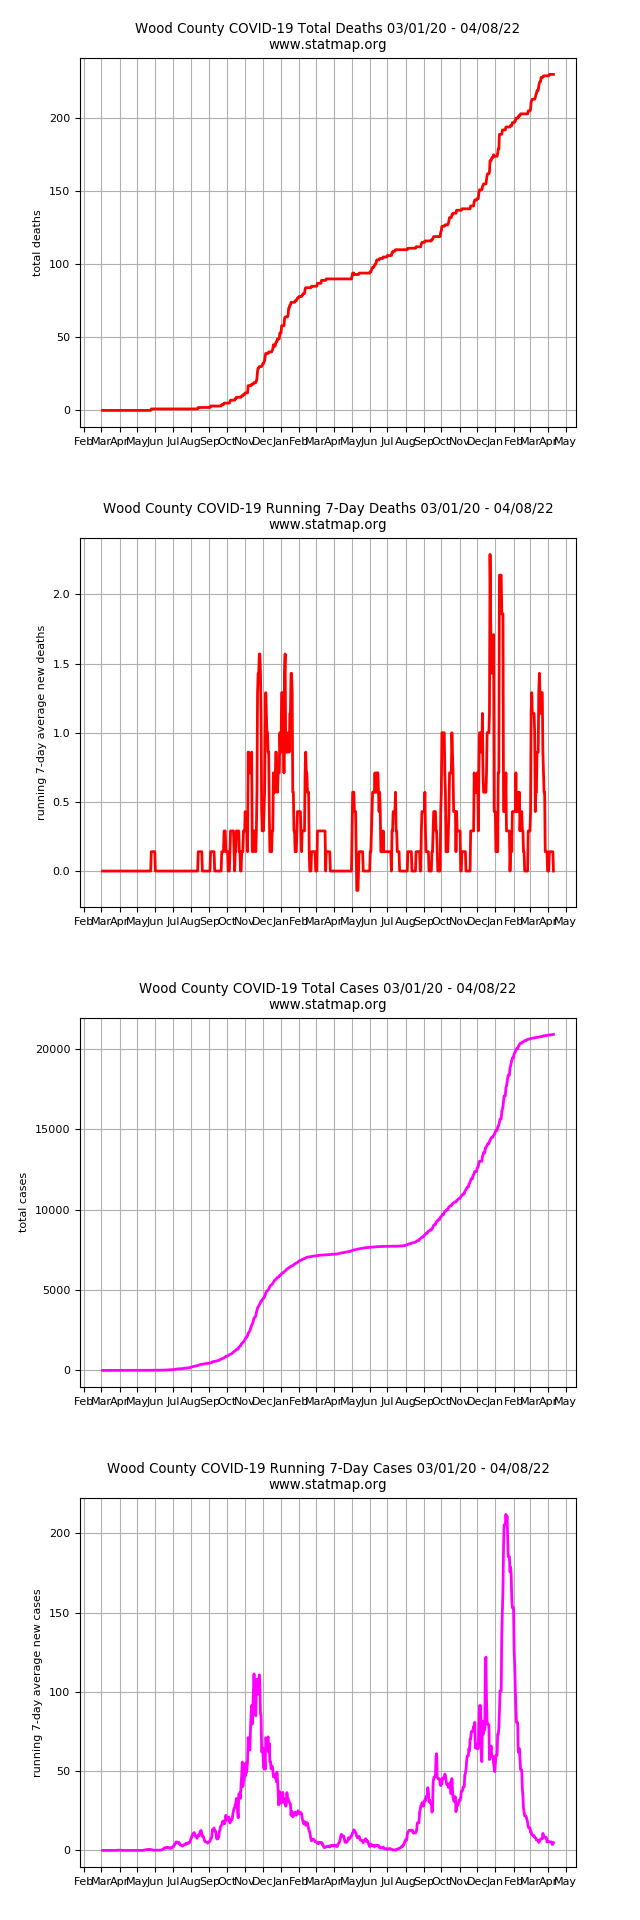 Wood County COVID-19 Total Deaths 03/01/20 - 04/08/22
www.statmap.org
total deaths
200
150
100
50
0
Feb Mar Apr May Jun Jul Aug Sep Oct Nov Dec Jan Feb Mar Apr May Jun Jul Aug Sep Oct Nov Dec Jan Feb Mar Apr May
Wood County COVID-19 Running 7-Day Deaths 03/01/20 - 04/08/22
www.statmap.org
running 7-day average new deaths
2.0
1.5
1.0
0.5
0.0
Feb Mar Apr May Jun Jul Aug Sep Oct Nov Dec Jan Feb Mar Apr May Jun Jul Aug Sep Oct Nov Dec Jan Feb Mar Apr May
Wood County COVID-19 Total Cases 03/01/20 - 04/08/22
www.statmap.org
total cases
20000
15000
10000
5000
0
Feb Mar Apr May Jun Jul Aug Sep Oct Nov Dec Jan Feb Mar Apr May Jun Jul Aug Sep Oct Nov Dec Jan Feb Mar Apr May
Wood County COVID-19 Running 7-Day Cases 03/01/20 - 04/08/22
www.statmap.org
running 7-day average new cases
200
150
100
50
0
Feb Mar Apr May Jun Jul Aug Sep Oct Nov Dec Jan Feb Mar Apr May Jun Jul Aug Sep Oct Nov Dec Jan Feb Mar Apr May